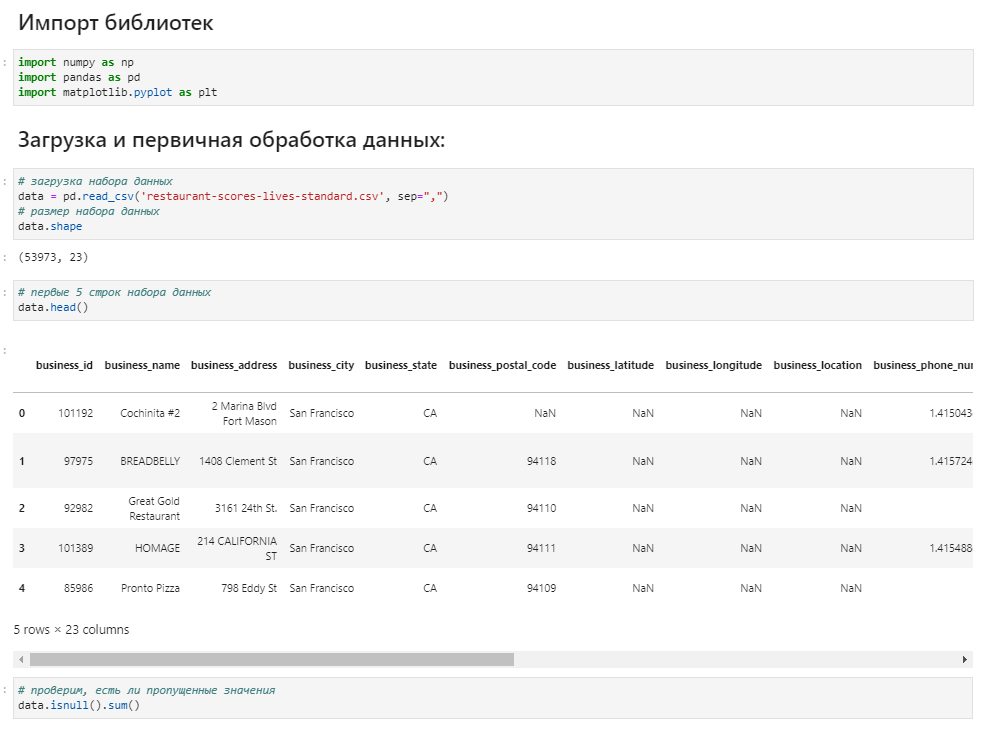 Импорт библиотек
:
import numpy as np
import pandas as pd
import matplotlib.pyplot as plt
Загрузка и первичная обработка данных:
:
# загрузка набора данных
data = pd.read_csv('restaurant-scores-lives-standard.csv', sep=",")
# размер набора данных
data.shape
: (53973, 23)
:
# первые 5 строк набора данных
data.head()
:
business_id business_name business_address business_city business_state business_postal_code business_latitude business_longitude business_location business_phone_nur
0 101192 Cochinita #2 2 Marina Blvd Fort Mason San Francisco CA NaN NaN NaN NaN 1.415043
1 97975 BREADBELLY 1408 Clement St San Francisco CA 94118 NaN NaN NaN 1.415724
2 92982 Great Gold Restaurant 3161 24th St. San Francisco CA 94110 NaN NaN NaN
3 101389 HOMAGE 214 CALIFORNIA ST San Francisco CA 94111 NaN NaN NaN 1.415488
4 85986 Pronto Pizza 798 Eddy St San Francisco CA 94109 NaN NaN NaN
5 rows × 23 columns
:
# проверим, есть ли пропущенные значения
data.isnull().sum()